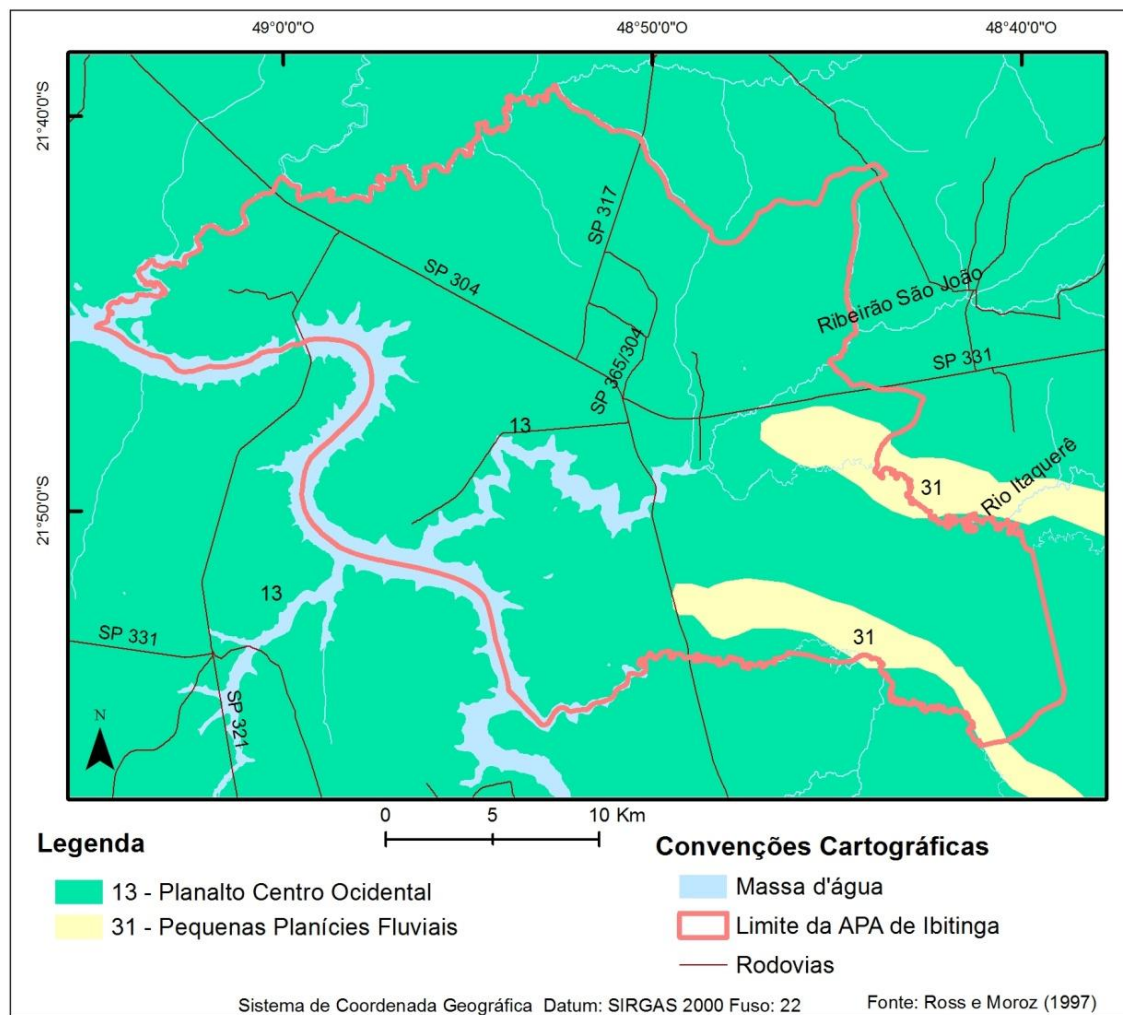 49°0'0"O
48°50'0"O
48°40'0"O
21°40'0"S
21°50'0"S
SP 317
SP 304
Ribeirão São João
SP 365/304
SP 331
13
31
Rio Itaquerê
13
31
SP 331
SP 321
N
0 5 10 Km
Legenda
13 - Planalto Centro Ocidental
31 - Pequenas Planícies Fluviais
Convenções Cartográficas
Massa d'água
Limite da APA de Ibitinga
Rodovias
Sistema de Coordenada Geográfica Datum: SIRGAS 2000 Fuso: 22
Fonte: Ross e Moroz (1997)